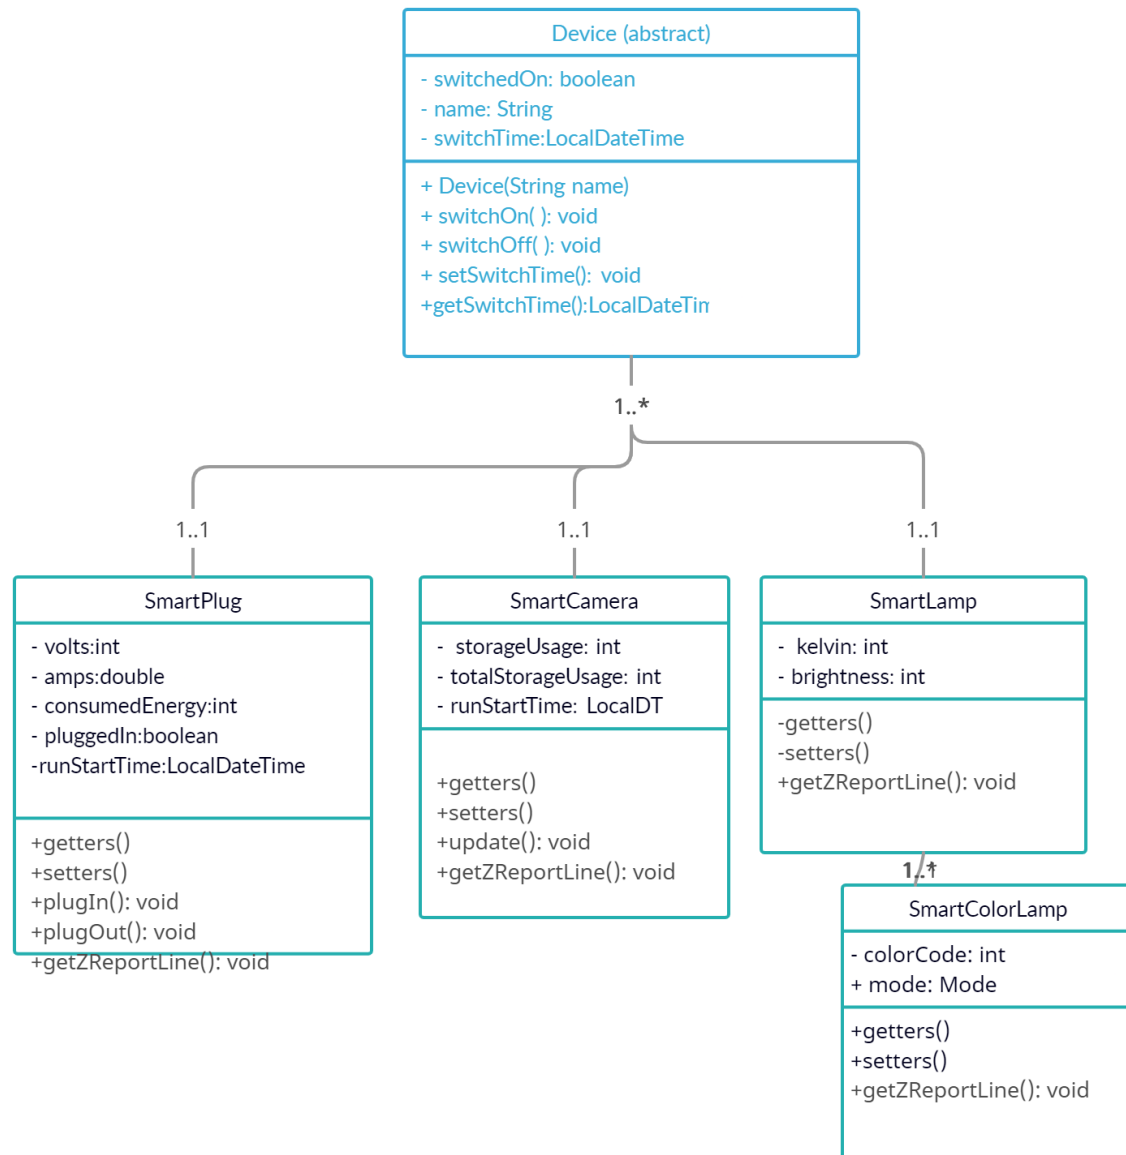 Device (abstract)
- switchedOn: boolean
- name: String
- switchTime:LocalDateTime
+ Device(String name)
+ switchOn( ): void
+ switchOff( ): void
+ setSwitchTime(): void
+getSwitchTime():LocalDateTim
1..*
1..1
1..1
1..1
SmartPlug
- volts:int
- amps:double
- consumedEnergy:int
- pluggedIn:boolean
-runStartTime:LocalDateTime
+getters()
+setters()
+plugIn(): void
+plugOut(): void
+getZReportLine(): void
SmartCamera
- storageUsage: int
- totalStorageUsage: int
- runStartTime: LocalDT
+getters()
+setters()
+update(): void
+getZReportLine(): void
SmartLamp
- kelvin: int
- brightness: int
-getters()
-setters()
+getZReportLine(): void
SmartColorLamp
- colorCode: int
+ mode: Mode
+getters()
+setters()
+getZReportLine(): void